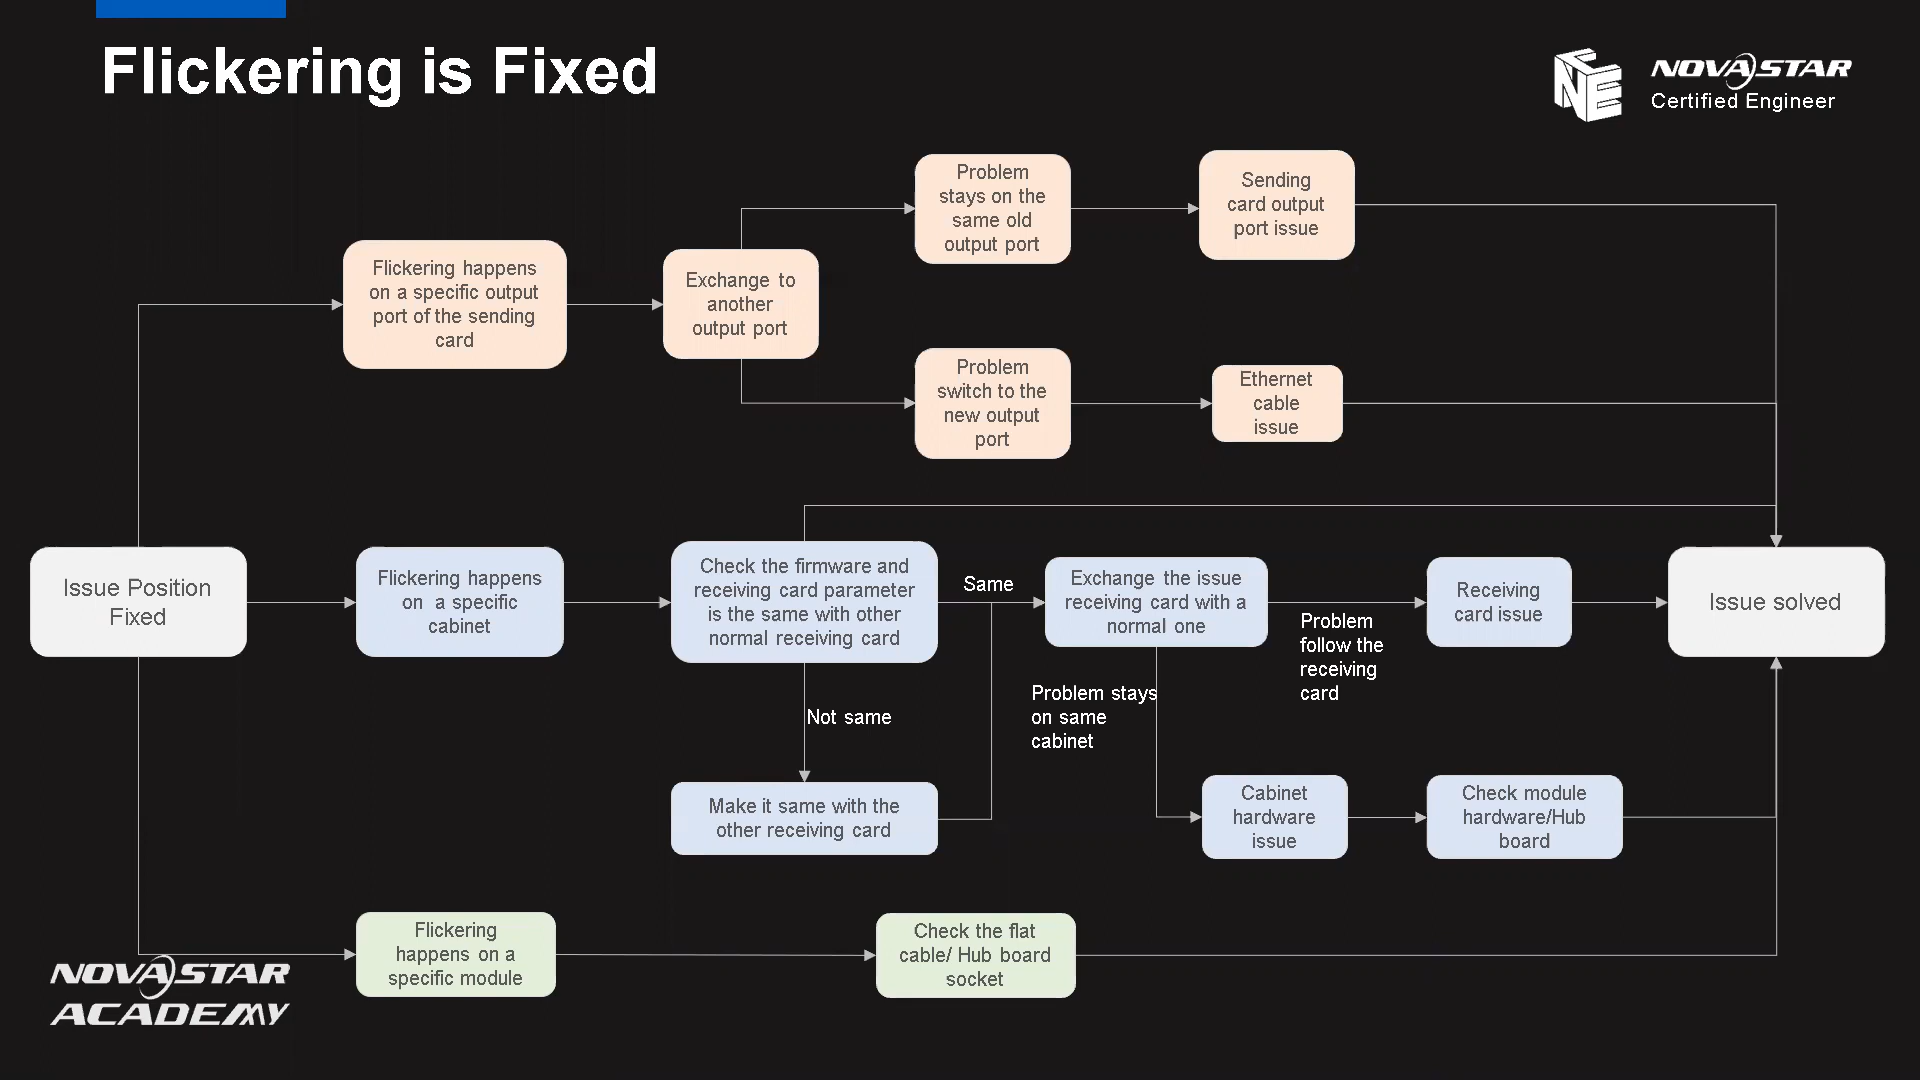 Flickering is Fixed
NOVASTAR
Certified Engineer
Problem
stays on the
same old
output port
Sending
card output
port issue
Flickering happens
on a specific output
port of the sending
card
Exchange to
another
output port
Problem
switch to the
new output
port
Ethernet
cable
issue
Issue Position
Fixed
Flickering happens
on a specific
cabinet
Check the firmware and
receiving card parameter
is the same with other
normal receiving card
Same
Exchange the issue
receiving card with a
normal one
Problem
follow the
receiving
card
Receiving
card issue
Issue solved
Not same
Problem stays
on same
cabinet
Make it same with the
other receiving card
Cabinet
hardware
issue
Check module
hardware/Hub
board
Flickering
happens on a
specific module
Check the flat
cable/ Hub board
socket
NOVASTAR
ACADEMY